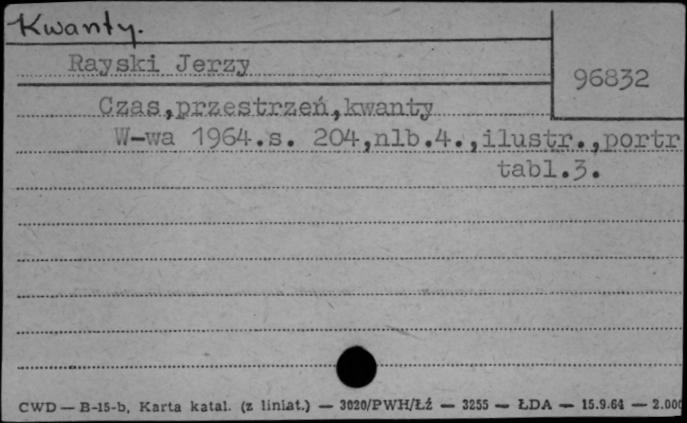 Kwanty.
Rayski Jerzy
96832
Czas,przestrzeń,kwanty
W-wa 1964.s. 204,nlb.4.,ilustr.,portr
tabl.3.
CWD — B-15-b, Karta katal. (z liniat.) — 3020/PWH/Łź — 3255 — ŁDA — 15.9.64 — 2.000